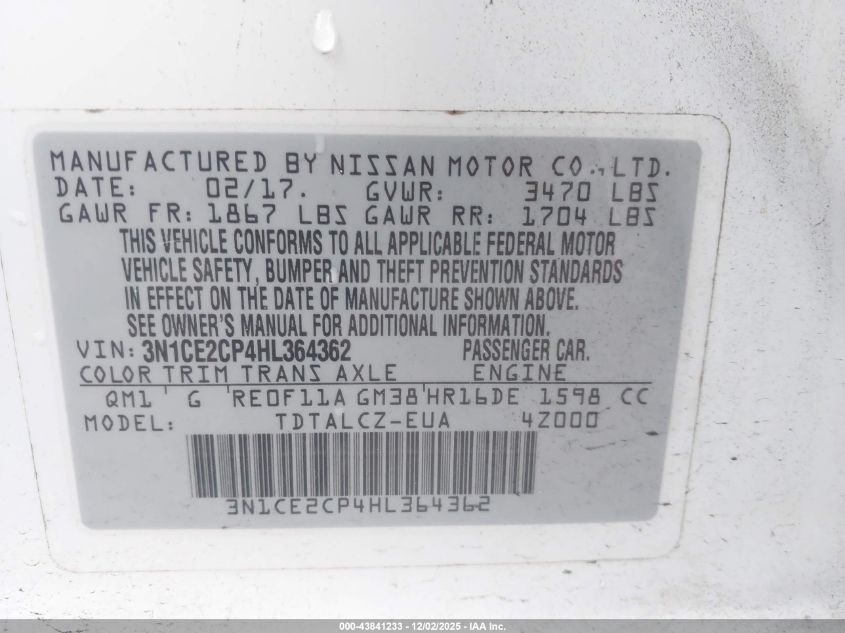 MANUFACTURED BY NISSAN MOTOR CO., LTD.
DATE: 02/17. GVWR: 3470 LBS
GAWR FR: 1867 LBS GAWR RR: 1704 LBS
THIS VEHICLE CONFORMS TO ALL APPLICABLE FEDERAL MOTOR
VEHICLE SAFETY, BUMPER AND THEFT PREVENTION STANDARDS
IN EFFECT ON THE DATE OF MANUFACTURE SHOWN ABOVE.
SEE OWNER'S MANUAL FOR ADDITIONAL INFORMATION.
VIN: 3N1CE2CP4HL364362 PASSENGER CAR.
COLOR TRIM TRANS AXLE ENGINE
QM1 G RE0F11A GM38 HR16DE 1598 CC
MODEL: TDTALCZ-EUA 4Z000
3N1CE2CP4HL364362
000-43841233 - 12/02/2025 - IAA Inc.